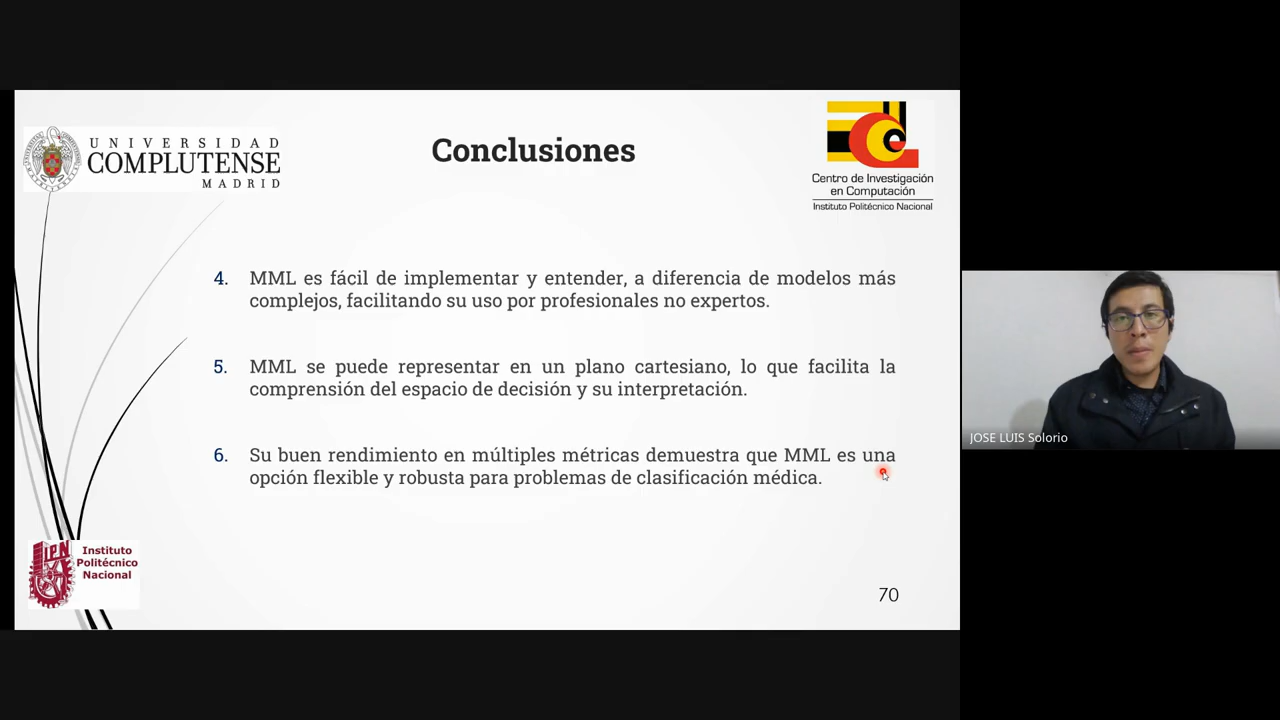 UNIVERSIDAD
COMPLUTENSE
MADRID
Conclusiones
Centro de Investigación
en Computación
Instituto Politécnico Nacional
4. MML es fácil de implementar y entender, a diferencia de modelos más
complejos, facilitando su uso por profesionales no expertos.
5. MML se puede representar en un plano cartesiano, lo que facilita la
comprensión del espacio de decisión y su interpretación.
6. Su buen rendimiento en múltiples métricas demuestra que MML es una
opción flexible y robusta para problemas de clasificación médica.
IPN
Instituto
Politécnico
Nacional
70
JOSE LUIS Solorio